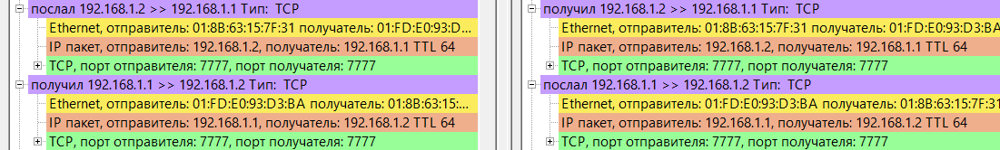 послал 192.168.1.2 >> 192.168.1.1 Тип: TCP
Ethernet, отправитель: 01:8B:63:15:7F:31 получатель: 01:FD:E0:93:D...
IP пакет, отправитель: 192.168.1.2, получатель: 192.168.1.1 TTL 64
TCP, порт отправителя: 7777, порт получателя: 7777
получил 192.168.1.1 >> 192.168.1.2 Тип: TCP
Ethernet, отправитель: 01:FD:E0:93:D3:BA получатель: 01:8B:63:15:...
IP пакет, отправитель: 192.168.1.1, получатель: 192.168.1.2 TTL 64
TCP, порт отправителя: 7777, порт получателя: 7777
получил 192.168.1.2 >> 192.168.1.1 Тип: TCP
Ethernet, отправитель: 01:8B:63:15:7F:31 получатель: 01:FD:E0:93:D3:BA
IP пакет, отправитель: 192.168.1.2, получатель: 192.168.1.1 TTL 64
TCP, порт отправителя: 7777, порт получателя: 7777
послал 192.168.1.1 >> 192.168.1.2 Тип: TCP
Ethernet, отправитель: 01:FD:E0:93:D3:BA получатель: 01:8B:63:15:7F:31
IP пакет, отправитель: 192.168.1.1, получатель: 192.168.1.2 TTL 64
TCP, порт отправителя: 7777, порт получателя: 7777